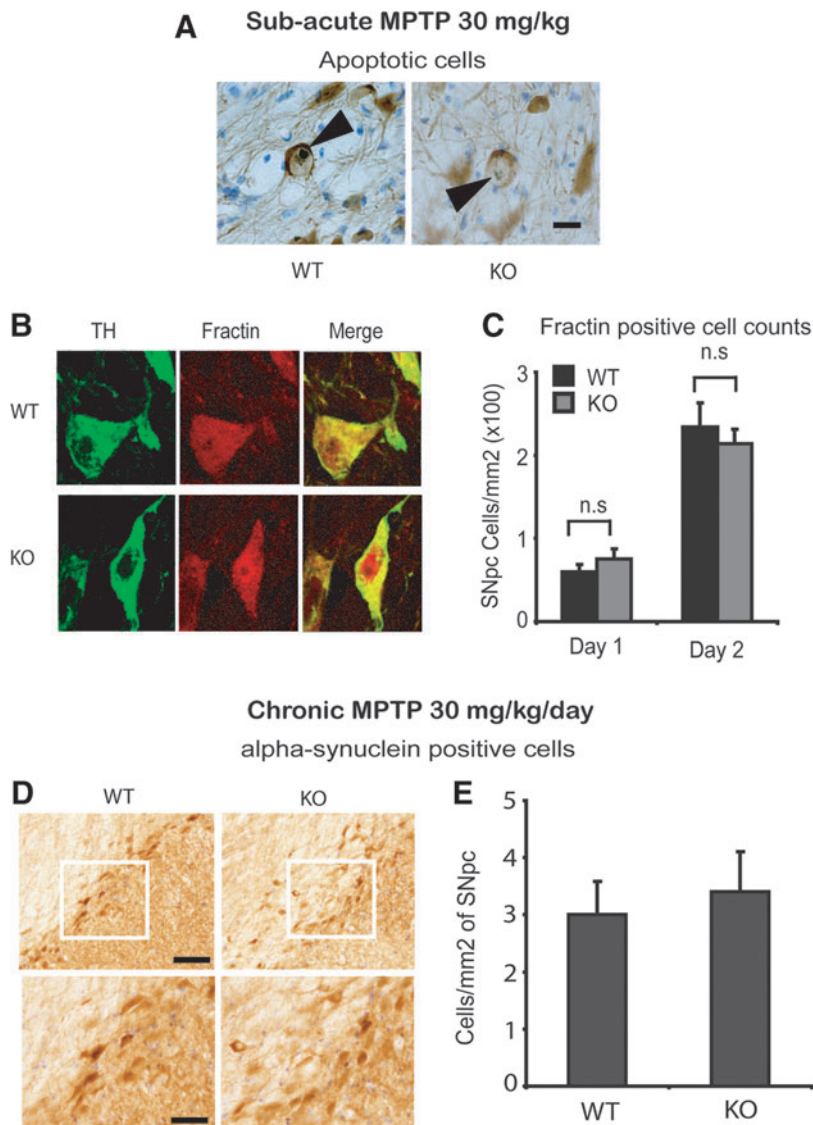 A
Sub-acute MPTP 30 mg/kg
Apoptotic cells
WT
KO
B
TH
Fractin
Merge
WT
KO
C
Fractin positive cell counts
n.s
WT
KO
n.s
3
2
1
0
SNpc Cells/mm2 (x100)
Day 1
Day 2
Chronic MPTP 30 mg/kg/day
alpha-synuclein positive cells
D
WT
KO
E
5
4
3
2
1
0
Cells/mm2 of SNpc
WT
KO